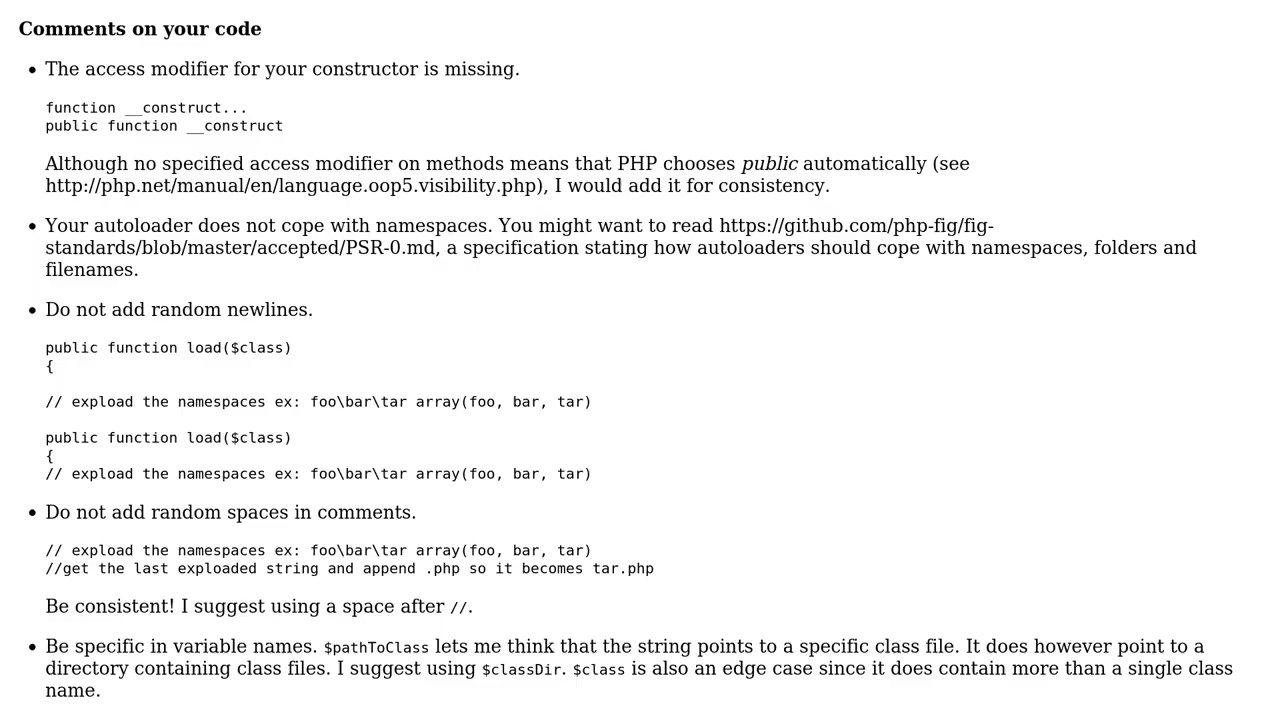 Comments on your code
• The access modifier for your constructor is missing.
function __construct...
public function __construct
Although no specified access modifier on methods means that PHP chooses public automatically (see
http://php.net/manual/en/language.oop5.visibility.php), I would add it for consistency.
• Your autoloader does not cope with namespaces. You might want to read https://github.com/php-fig/fig-
standards/blob/master/accepted/PSR-0.md, a specification stating how autoloaders should cope with namespaces, folders and
filenames.
• Do not add random newlines.
public function load($class)
{
// expload the namespaces ex: foo\bar\tar array(foo, bar, tar)
public function load($class)
{
// expload the namespaces ex: foo\bar\tar array(foo, bar, tar)
• Do not add random spaces in comments.
// expload the namespaces ex: foo\bar\tar array(foo, bar, tar)
//get the last exploaded string and append .php so it becomes tar.php
Be consistent! I suggest using a space after //.
• Be specific in variable names. $pathToClass lets me think that the string points to a specific class file. It does however point to a
directory containing class files. I suggest using $classDir. $class is also an edge case since it does contain more than a single class
name.